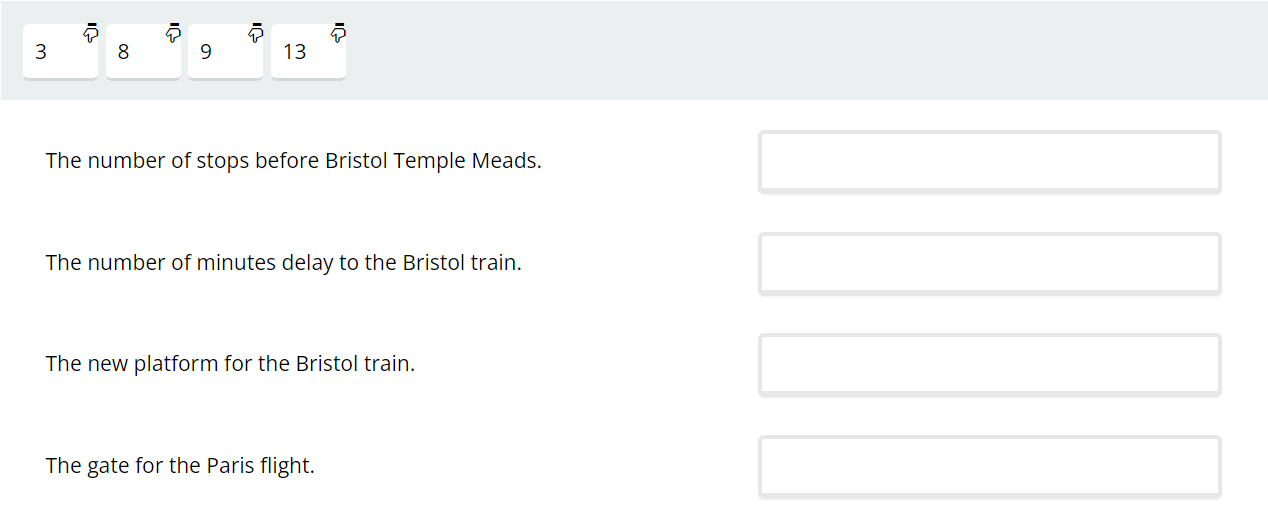 3 8 9 13
The number of stops before Bristol Temple Meads.
The number of minutes delay to the Bristol train.
The new platform for the Bristol train.
The gate for the Paris flight.